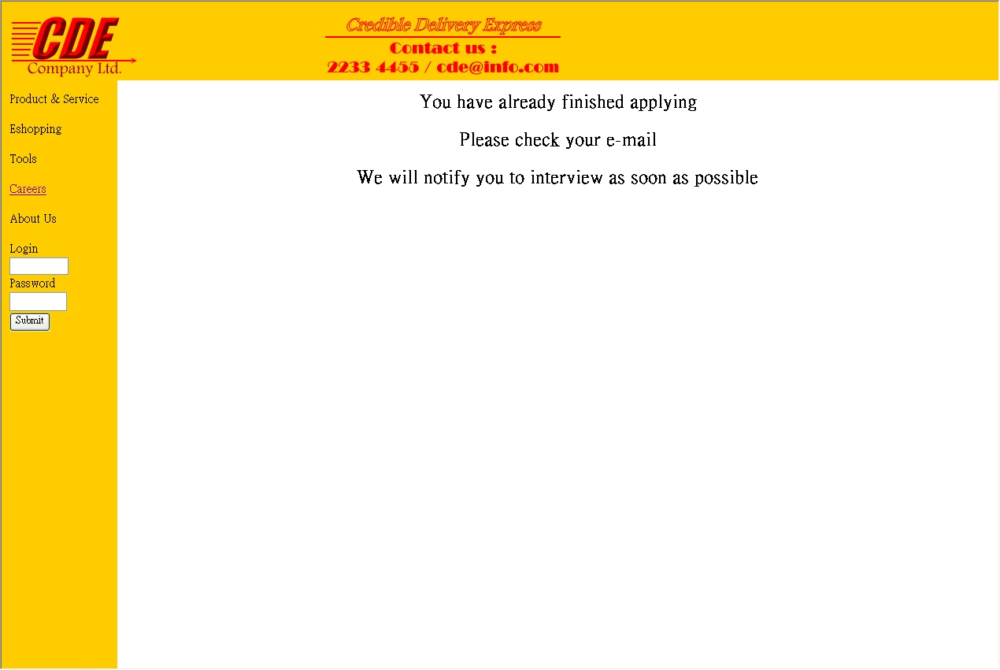 CDE
Company Ltd.
Credible Delivery Express
Contact us :
2233 4455 / cde@info.com
Product & Service
Eshopping
Tools
Careers
About Us
Login
Password
Submit
You have already finished applying
Please check your e-mail
We will notify you to interview as soon as possible